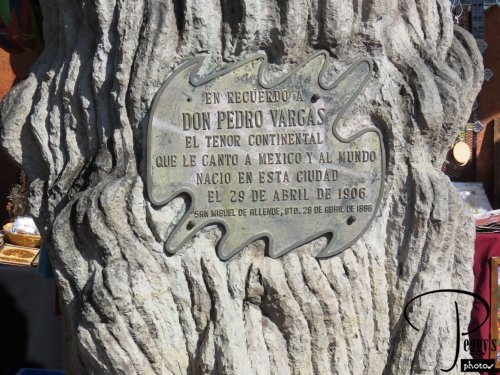 EN RECUERDO A
DON PEDRO VARGAS
EL TENOR CONTINENTAL
QUE LE CANTO A MEXICO Y AL MUNDO
NACIO EN ESTA CIUDAD
EL 29 DE ABRIL DE 1906
SAN MIGUEL DE ALLENDE, GTO. 29 DE ABRIL DE 1996
Peggy's
photos